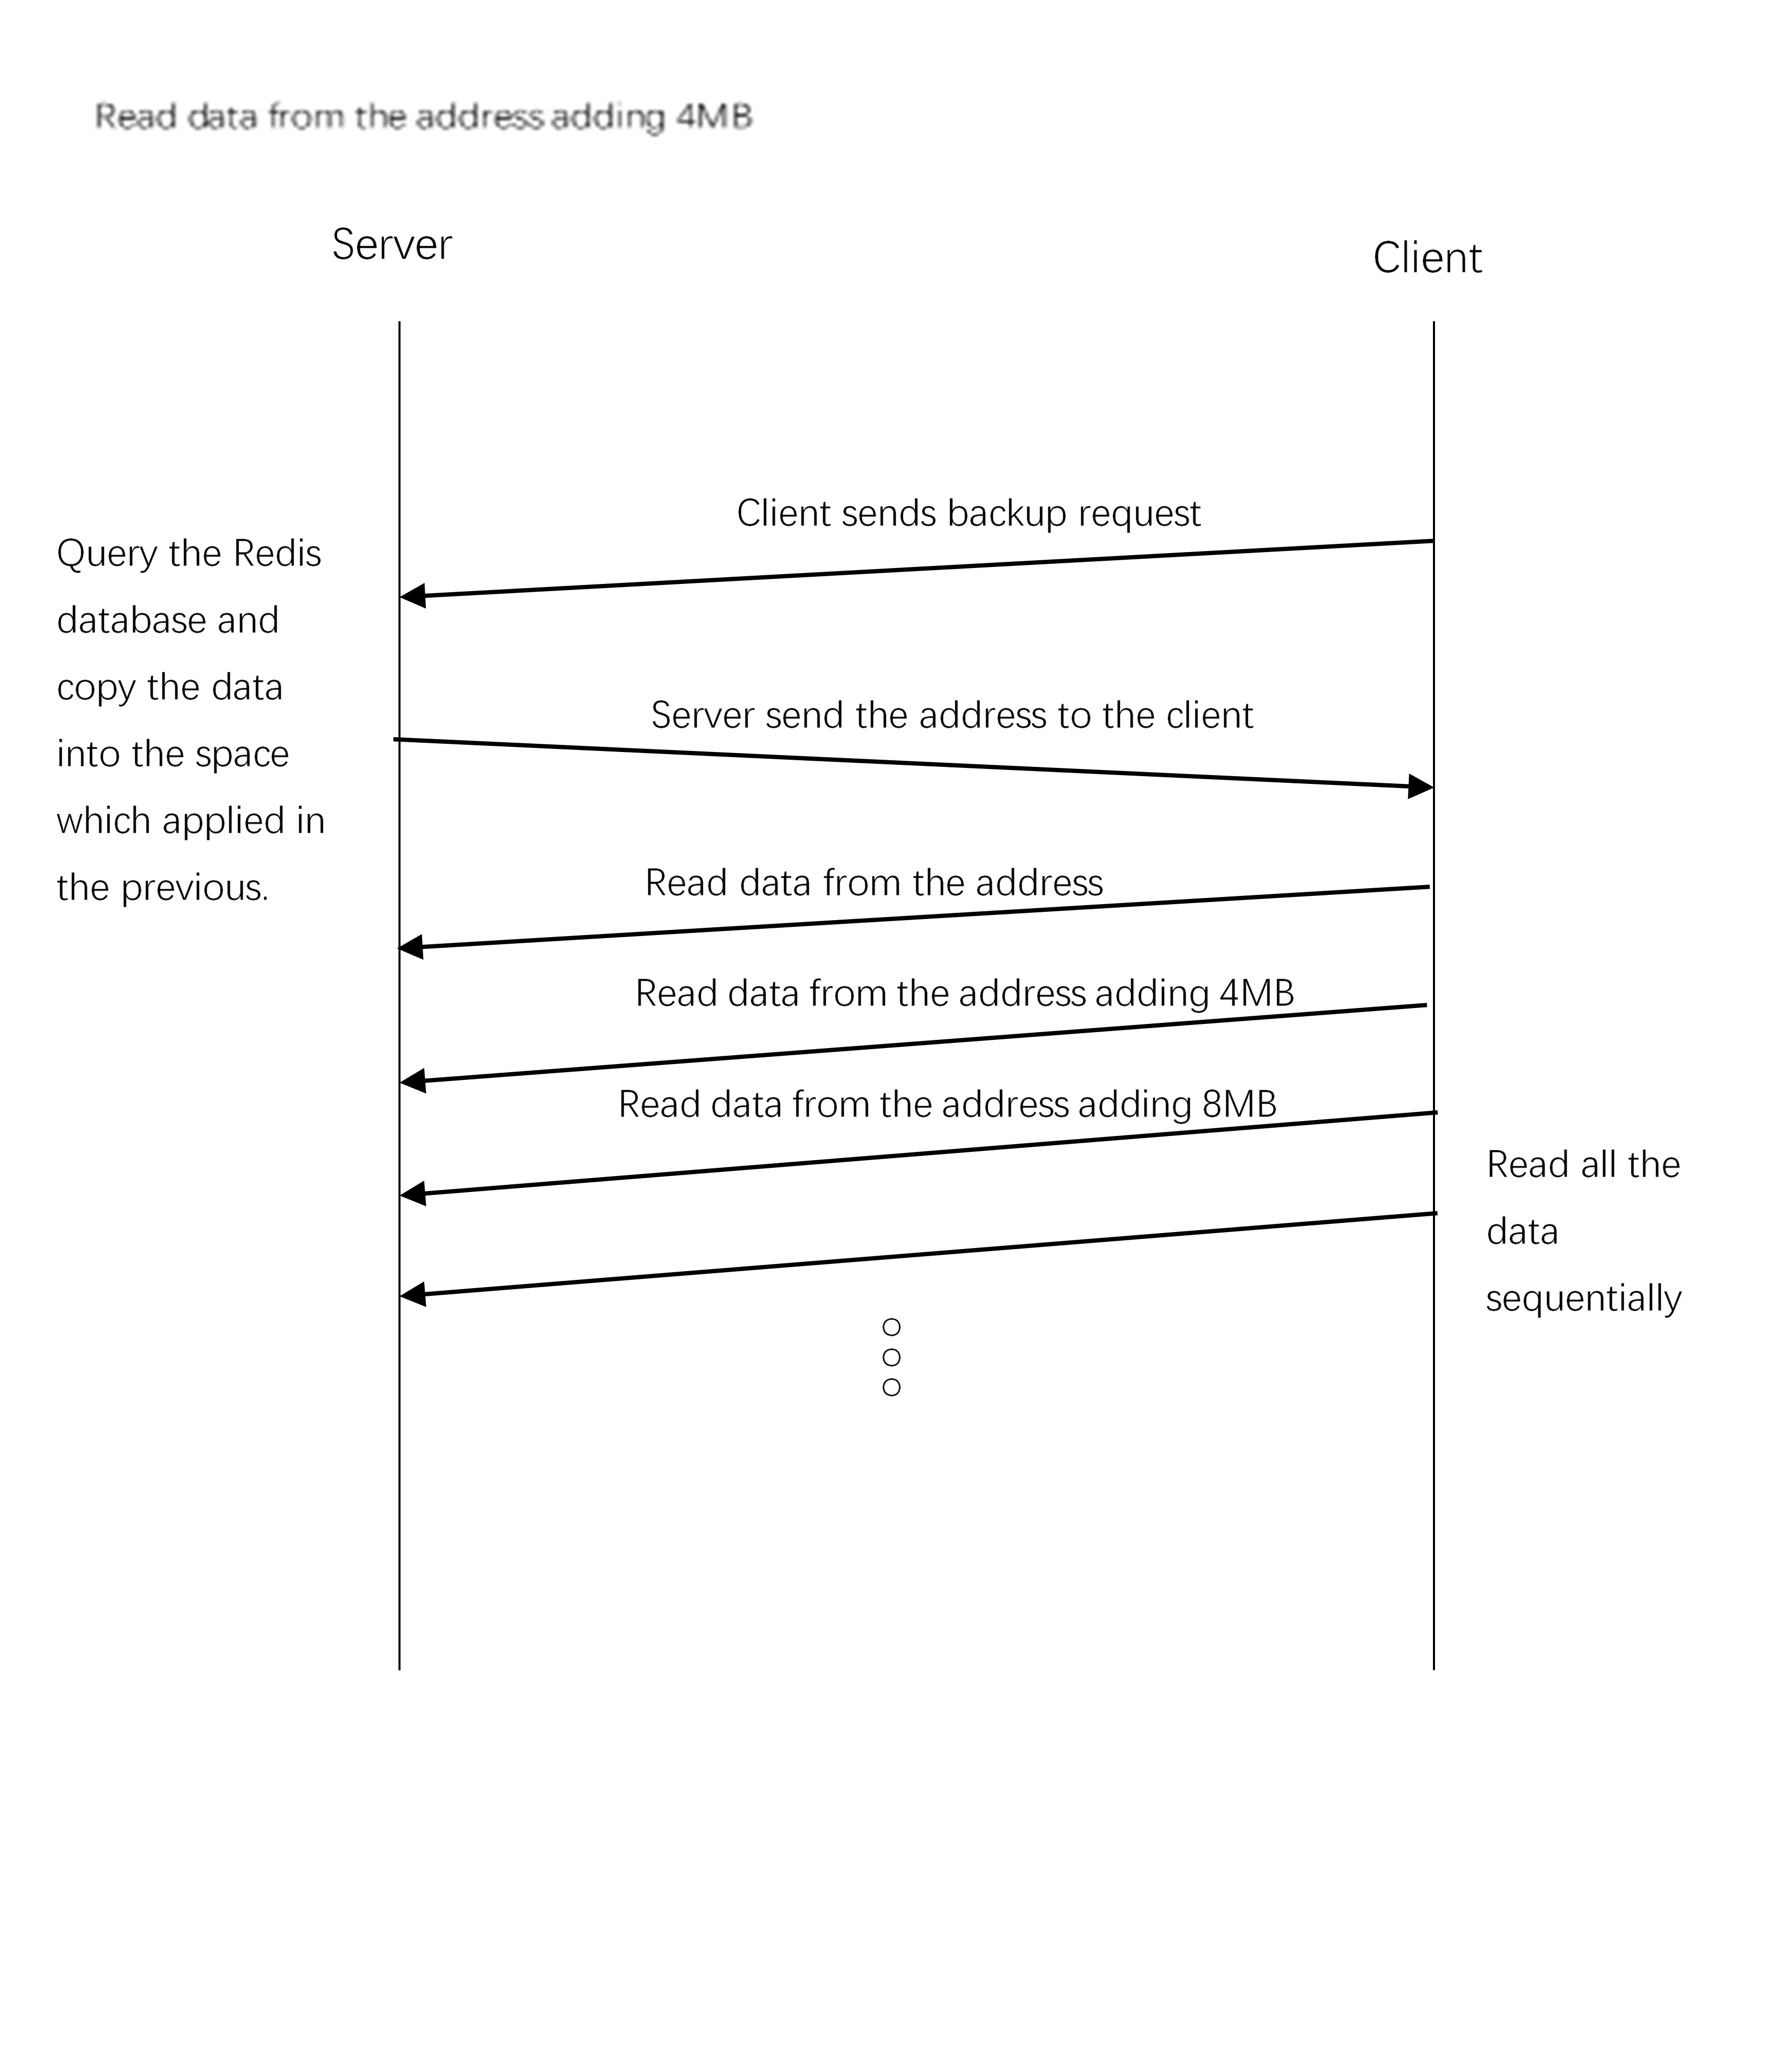 Read data from the address adding 4MB
Server
Client
Client sends backup request
Query the Redis
database and
copy the data
into the space
which applied in
the previous.
Server send the address to the client
Read data from the address
Read data from the address adding 4MB
Read data from the address adding 8MB
Read all the
data
sequentially